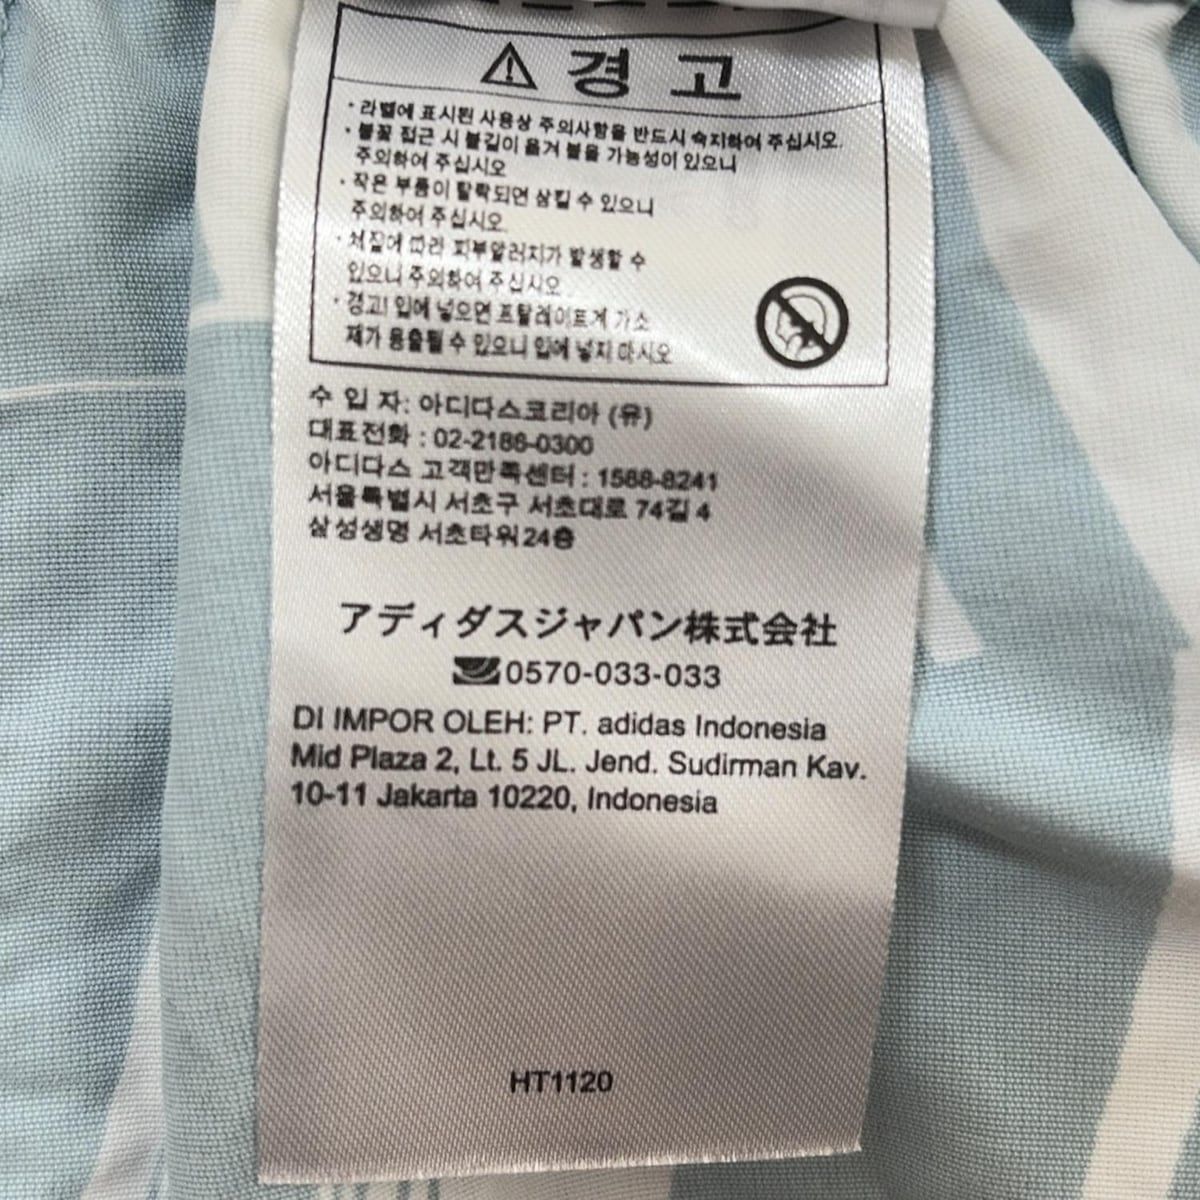 ⚠ 경 고
· 라벨에 표시된 사용상 주의사항을 반드시 숙지하여 주십시오.
· 불꽃 접근 시 불길이 옮겨 붙을 가능성이 있으니
주의하여 주십시오
· 작은 부품이 탈락되면 삼킬 수 있으니
주의하여 주십시오.
· 재질에 따라 피부알러지가 발생할 수
있으니 주의하여 주십시오
· 경고! 입에 넣으면 프탈레이트계 가소
제가 용출될 수 있으니 입에 넣지 마시오
수 입 자: 아디다스코리아 (유)
대표전화 : 02-2186-0300
아디다스 고객만족센터 : 1588-8241
서울특별시 서초구 서초대로 74길 4
삼성생명 서초타워 24층
アディダスジャパン株式会社
0570-033-033
DI IMPOR OLEH: PT. adidas Indonesia
Mid Plaza 2, Lt. 5 JL. Jend. Sudirman Kav.
10-11 Jakarta 10220, Indonesia
HT1120